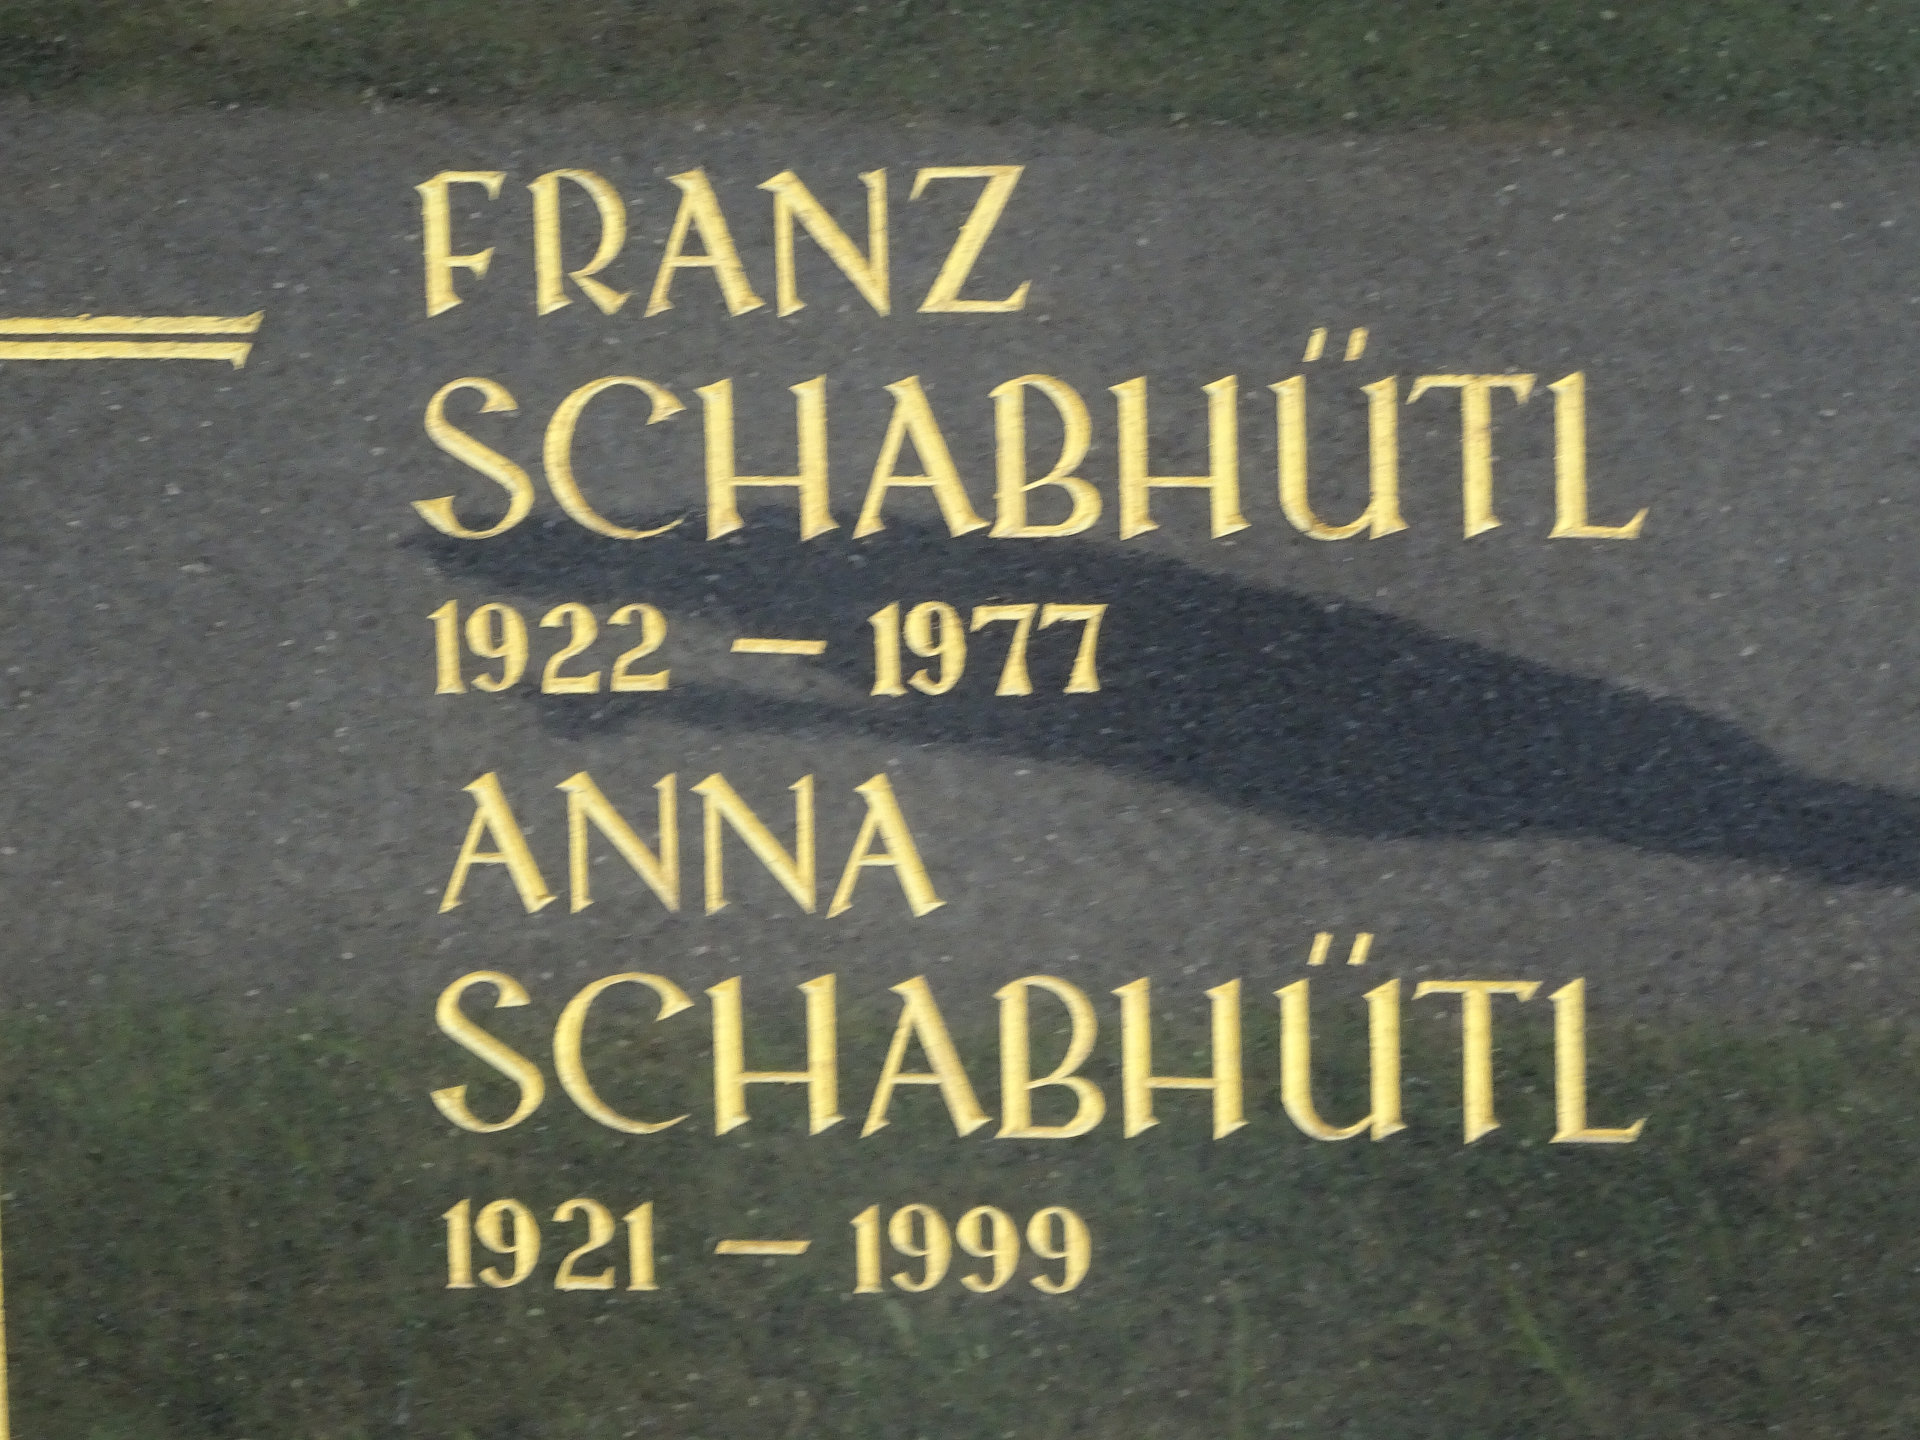 FRANZ
SCHABHÜTL
1922 – 1977
ANNA
SCHABHÜTL
1921 – 1999